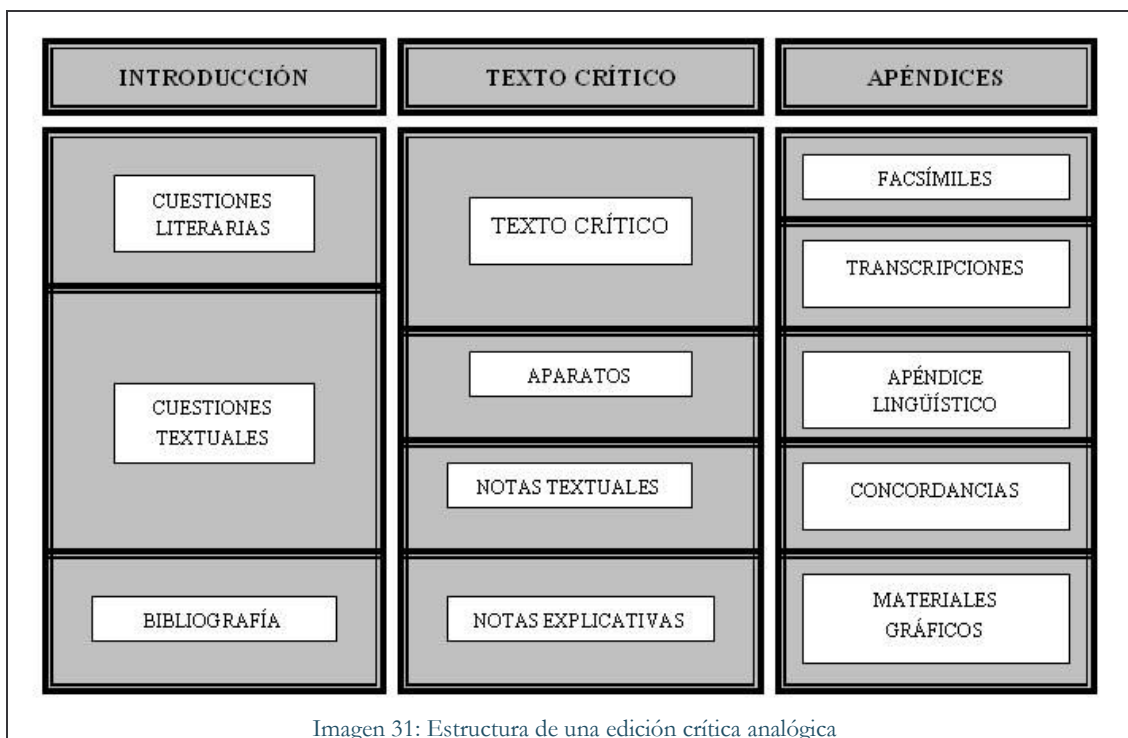 INTRODUCCIÓN
CUESTIONES
LITERARIAS
CUESTIONES
TEXTUALES
BIBLIOGRAFÍA
TEXTO CRÍTICO
TEXTO CRÍTICO
APARATOS
NOTAS TEXTUALES
NOTAS EXPLICATIVAS
APÉNDICES
FACSÍMILES
TRANSCRIPCIONES
APÉNDICE
LINGÜÍSTICO
CONCORDANCIAS
MATERIALES
GRÁFICOS
Imagen 31: Estructura de una edición crítica analógica